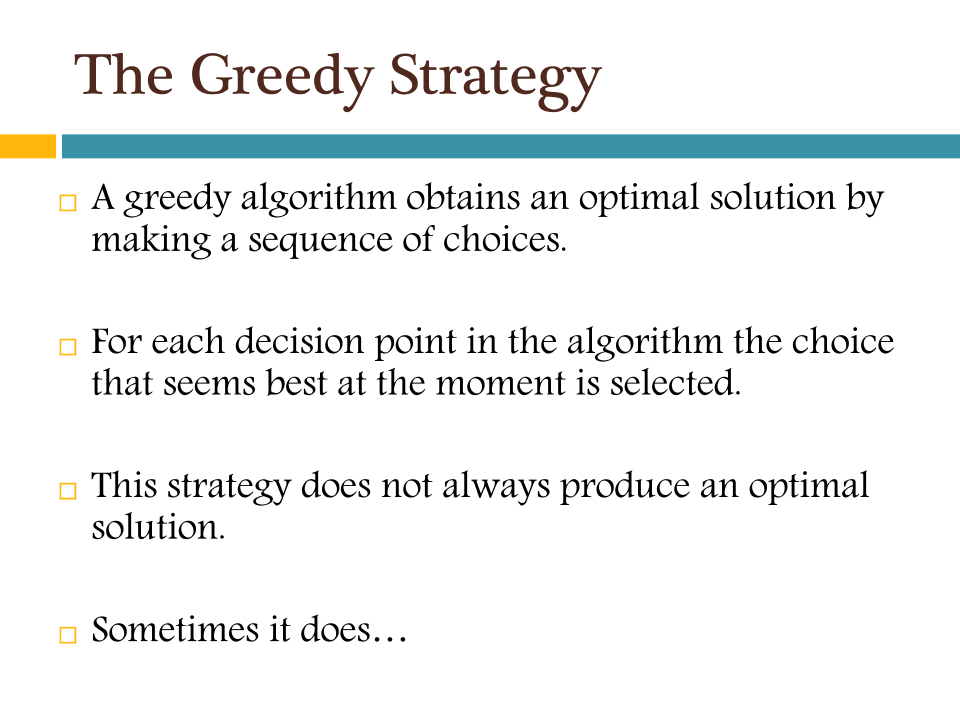 The Greedy Strategy
A greedy algorithm obtains an optimal solution by
making a sequence of choices.
For each decision point in the algorithm the choice
that seems best at the moment is selected.
This strategy does not always produce an optimal
solution.
Sometimes it does…